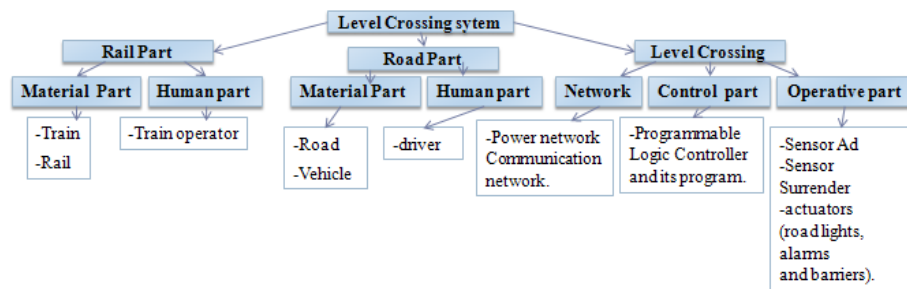 Level Crossing sytem
Rail Part
Road Part
Level Crossing
Material Part
Human part
Material Part
Human part
Network
Control part
Operative part
-Train
-Rail
-Train operator
-Road
-Vehicle
-driver
-Power network
Communication
network.
-Programmable
Logic Controller
and its program.
-Sensor Ad
-Sensor
Surrender
-actuators
(road lights,
alarms
and barriers).